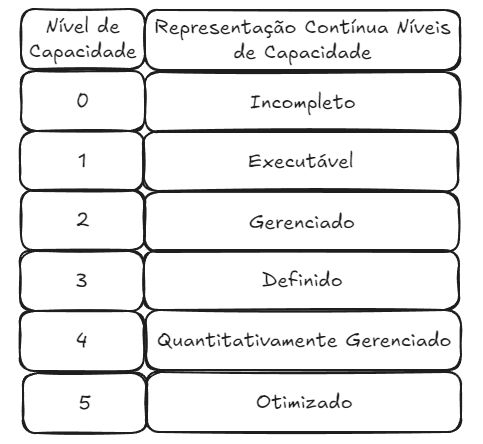 Nível de
Capacidade
Representação Contínua Níveis
de Capacidade
0
Incompleto
1
Executável
2
Gerenciado
3
Definido
4
Quantitativamente Gerenciado
5
Otimizado